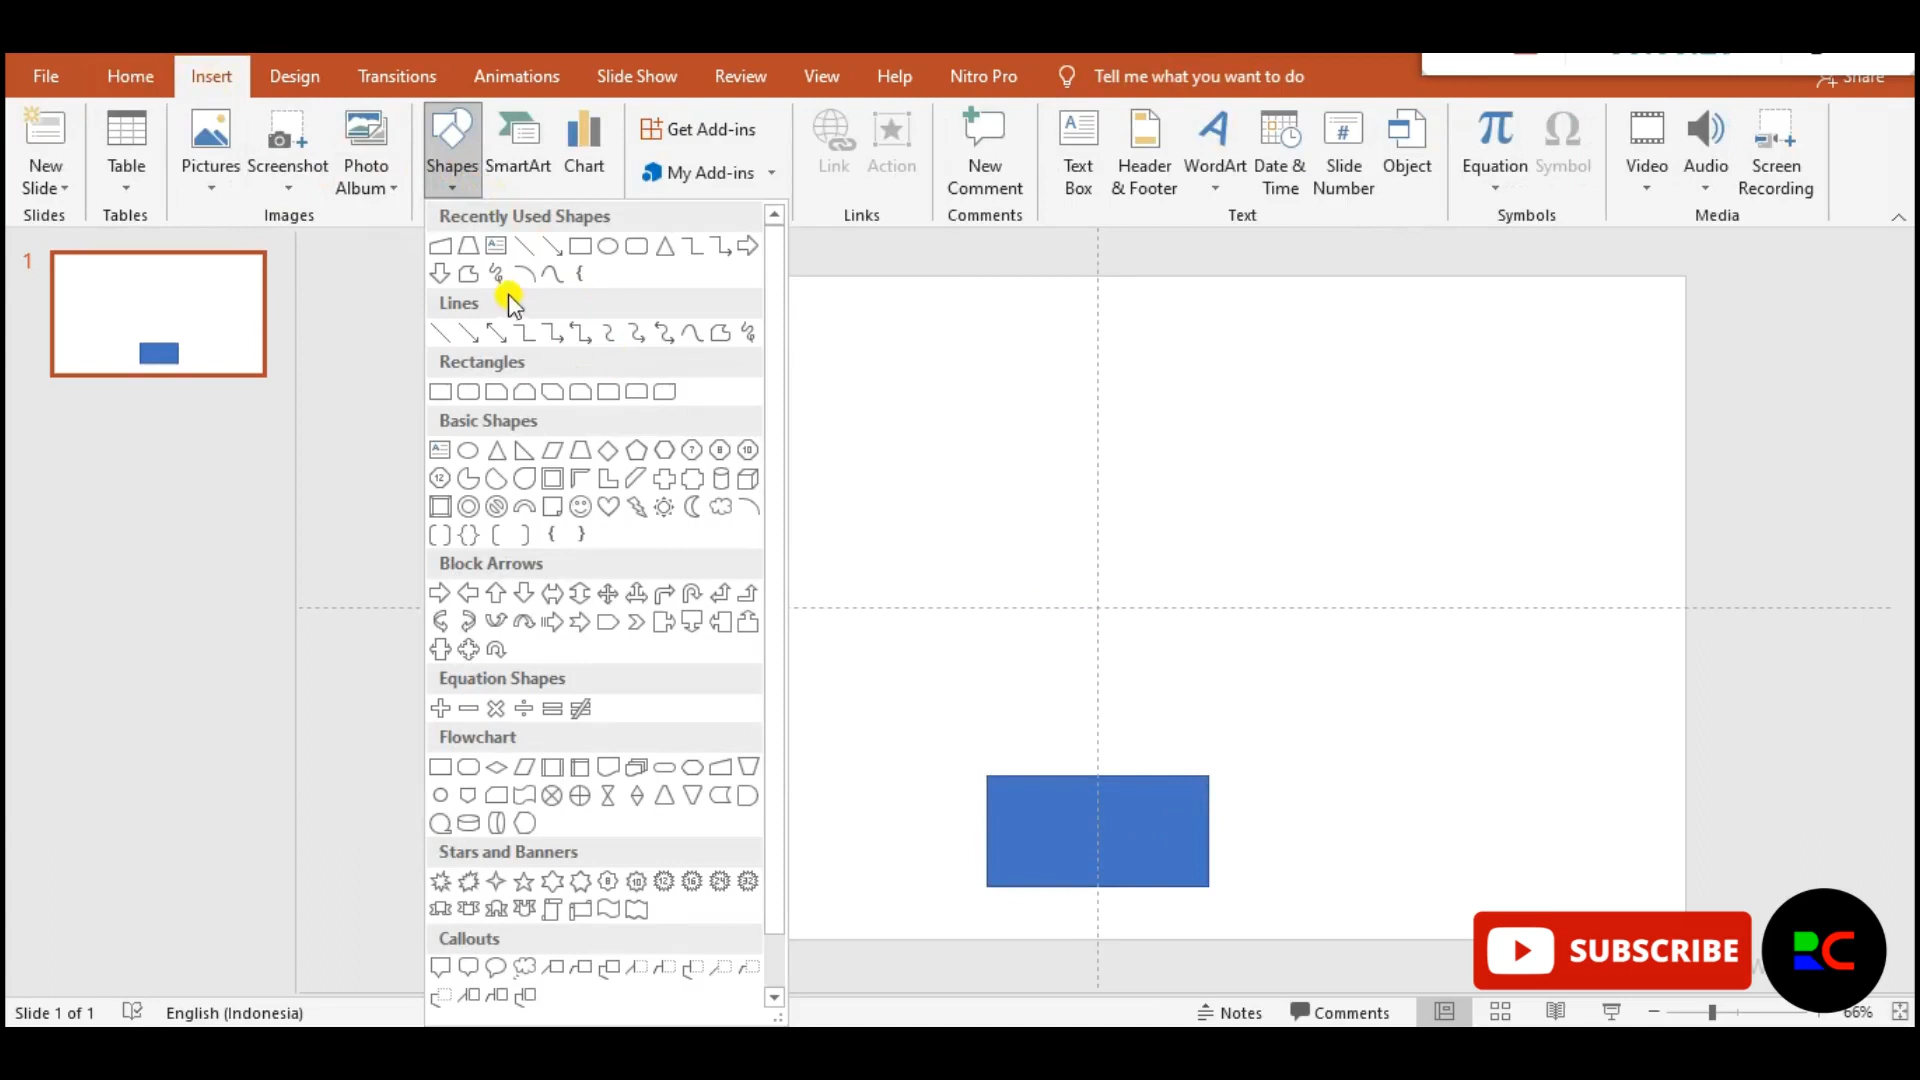 File Home Insert Design Transitions Animations Slide Show Review View Help Nitro Pro Tell me what you want to do Share
New Slide
Table
Pictures
Screenshot
Photo Album
Shapes
SmartArt
Chart
Get Add-ins
My Add-ins
Link
Action
New Comment
Text Box
Header & Footer
WordArt
Date & Time
Slide Number
Object
Equation
Symbol
Video
Audio
Screen Recording
Slides Tables Images Links Comments Text Symbols Media
1
Recently Used Shapes
Lines
Rectangles
Basic Shapes
Block Arrows
Equation Shapes
Flowchart
Stars and Banners
Callouts
SUBSCRIBE
RC
Slide 1 of 1 English (Indonesia) Notes Comments 66%